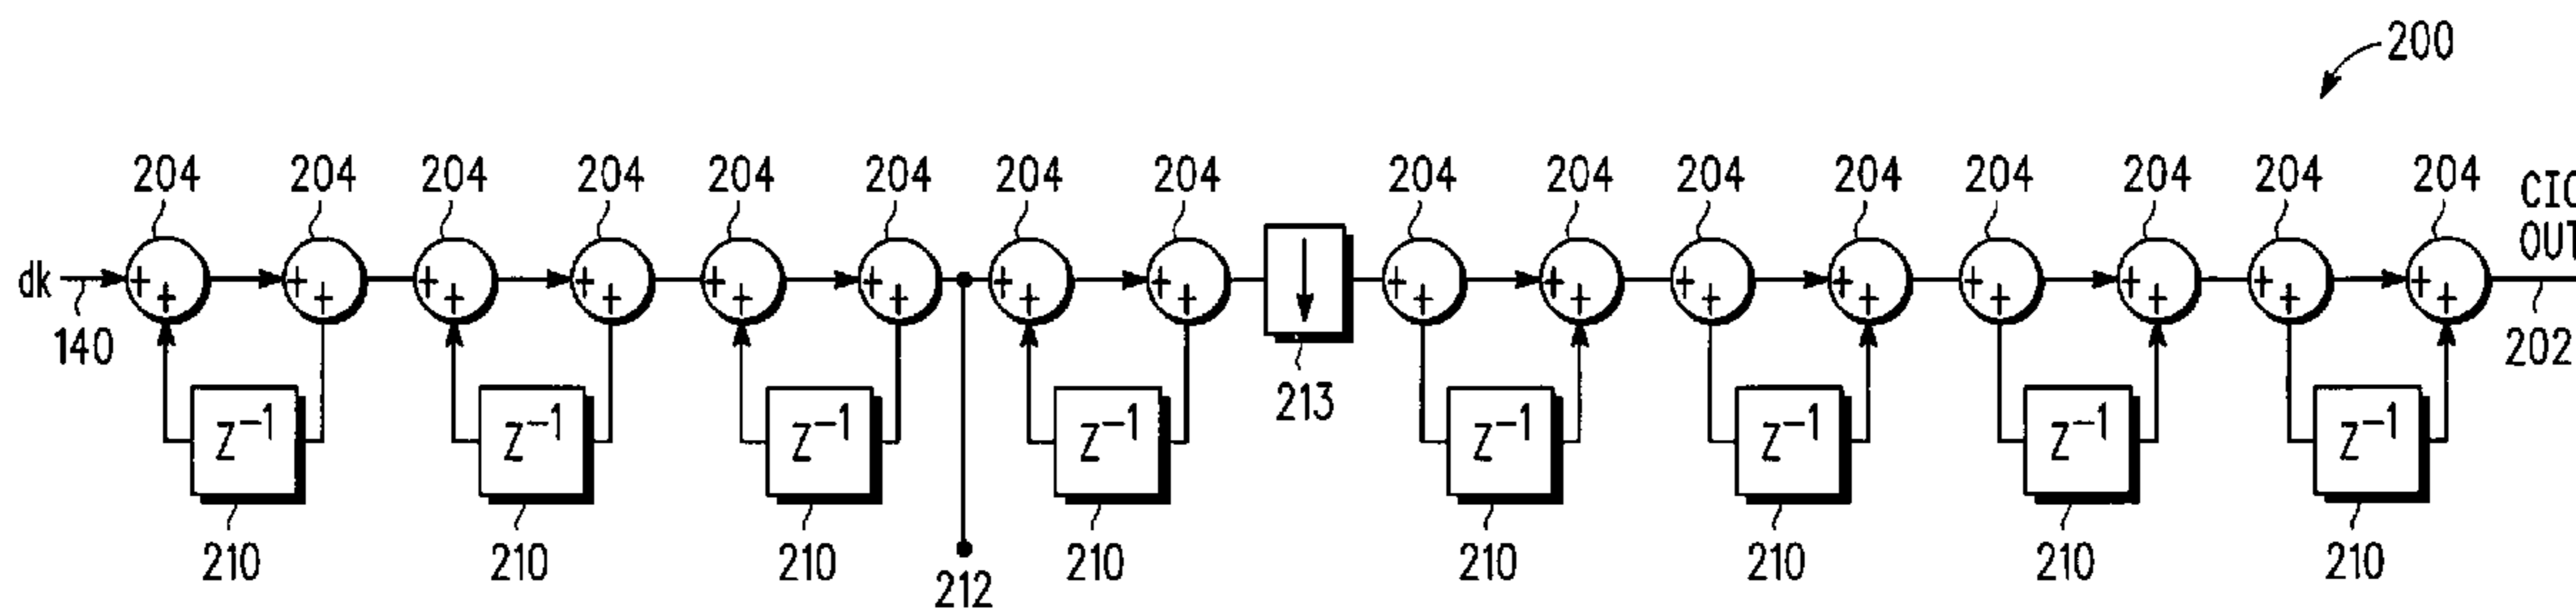 200
204 204 204 204 204 204 204 204 204 204 204 204 204 204 204 204
OUT
dk + + + + + + + + + + + + + + + +
+ + + + + + + + + + + + + + + +
140 202
213
Z⁻¹ Z⁻¹ Z⁻¹ Z⁻¹ Z⁻¹ Z⁻¹ Z⁻¹ Z⁻¹
210 210 210 210 210 210 210 210
212